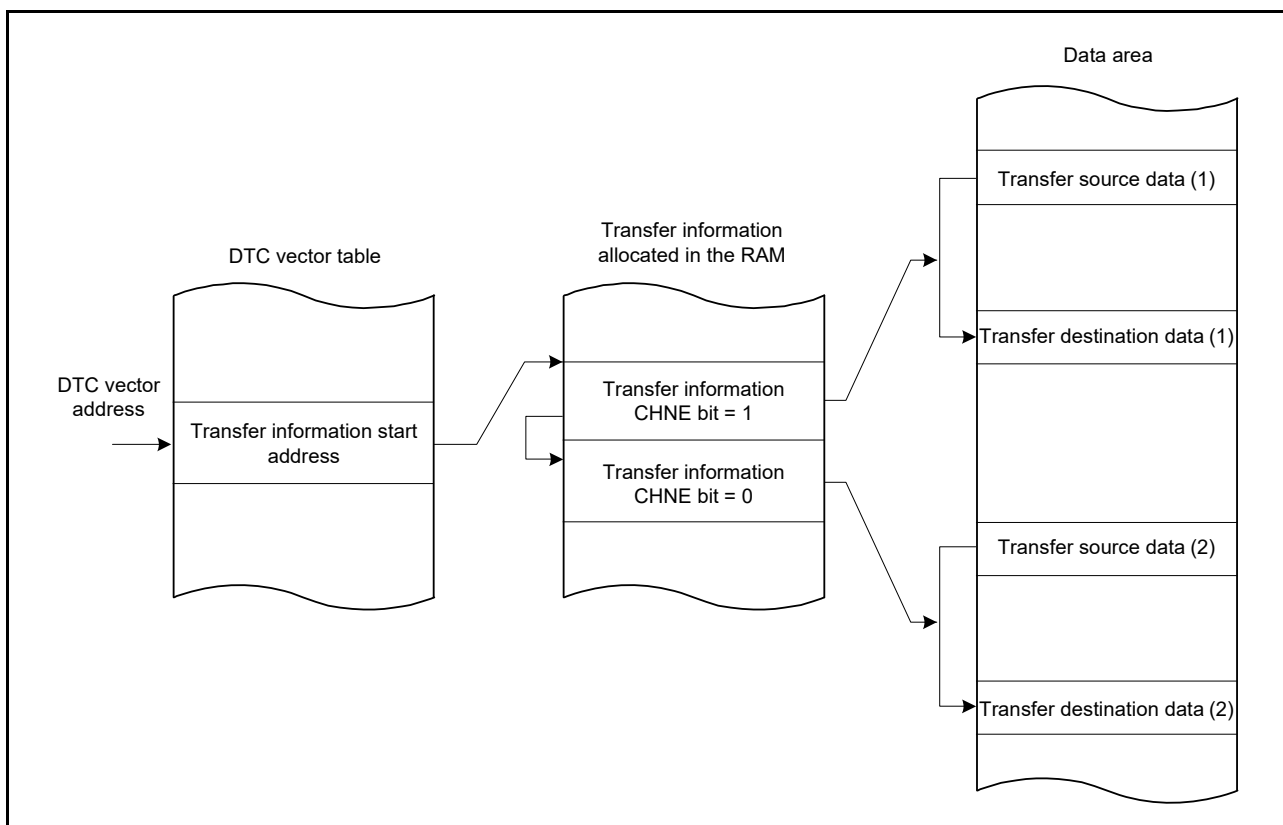 Data area
Transfer source data (1)
Transfer information
allocated in the RAM
DTC vector table
Transfer destination data (1)
DTC vector
address
Transfer information
CHNE bit = 1
Transfer information start
address
Transfer information
CHNE bit = 0
Transfer source data (2)
Transfer destination data (2)